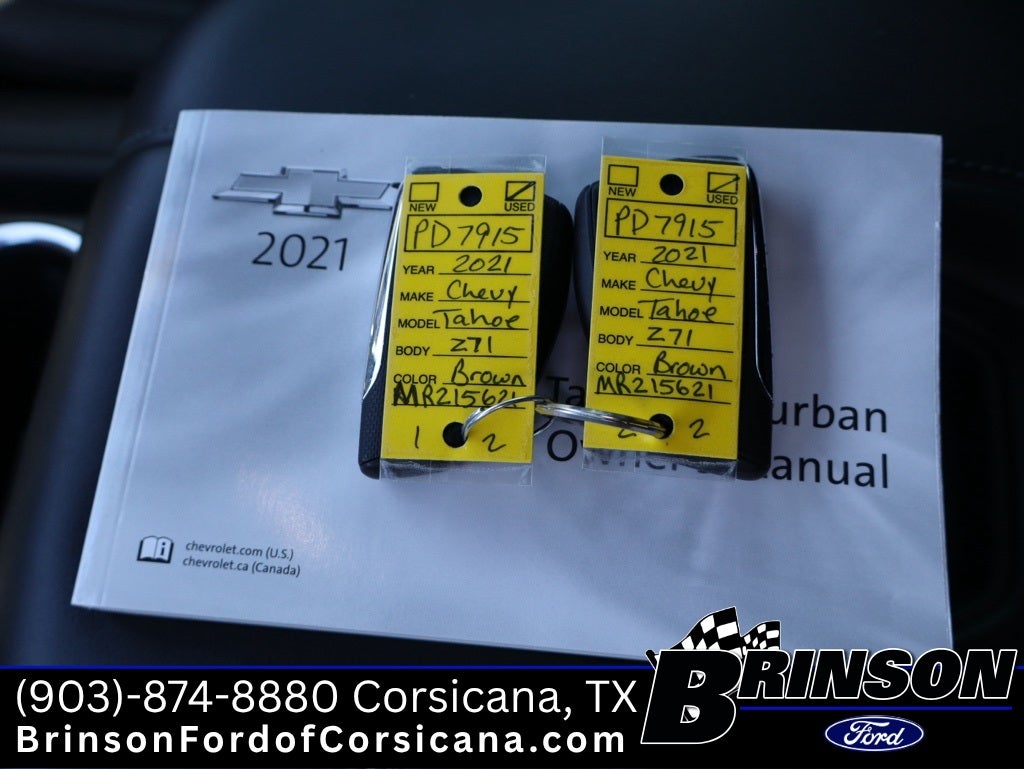 2021
NEW USED
PD7915
YEAR 2021
MAKE Chevy
MODEL Tahoe
BODY Z71
COLOR Brown
MR215621
1 2
NEW USED
PD7915
YEAR 2021
MAKE Chevy
MODEL Tahoe
BODY Z71
COLOR Brown
MR215621
2 2
urban
Owner anual
chevrolet.com (U.S.)
chevrolet.ca (Canada)
(903)-874-8880 Corsicana, TX
BrinsonFordofCorsicana.com
BRINSON
Ford